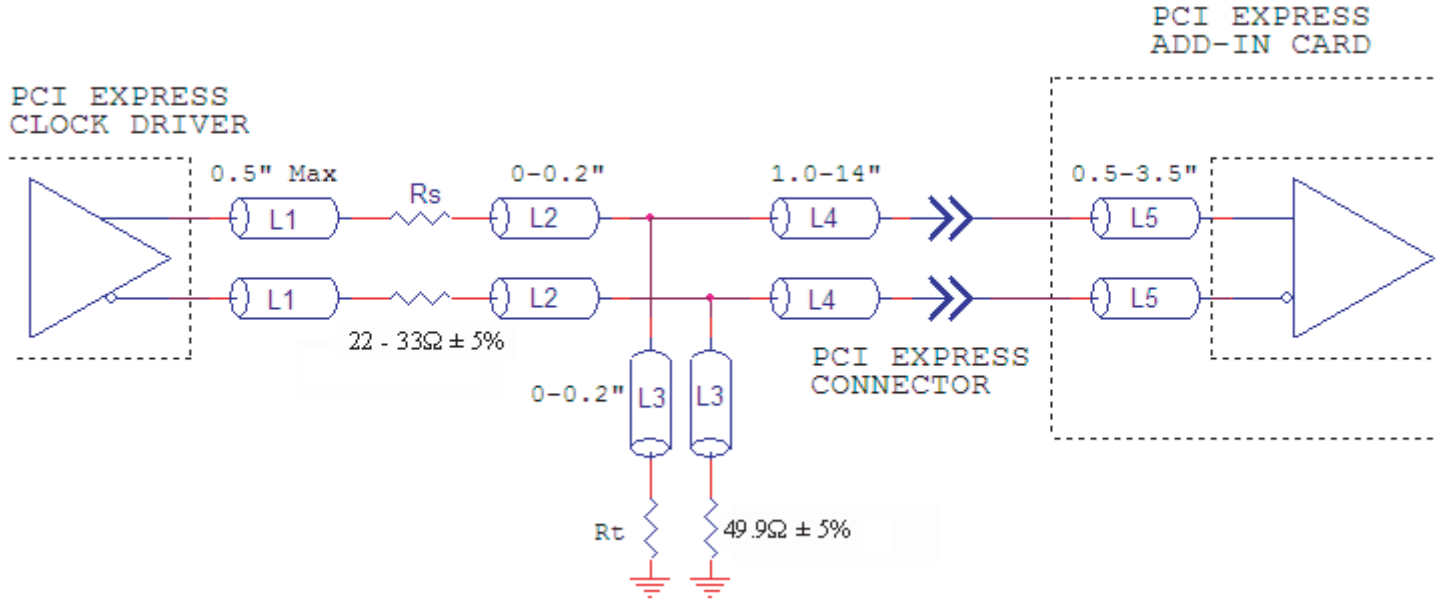 PCI EXPRESS
ADD-IN CARD
PCI EXPRESS
CLOCK DRIVER
0.5" Max
0-0.2"
1.0-14"
0.5-3.5"
Rs
L1
L2
L4
L5
L1
L2
L4
L5
22 - 33Ω ± 5%
PCI EXPRESS
CONNECTOR
0-0.2"
L3
L3
Rt
49.9Ω ± 5%